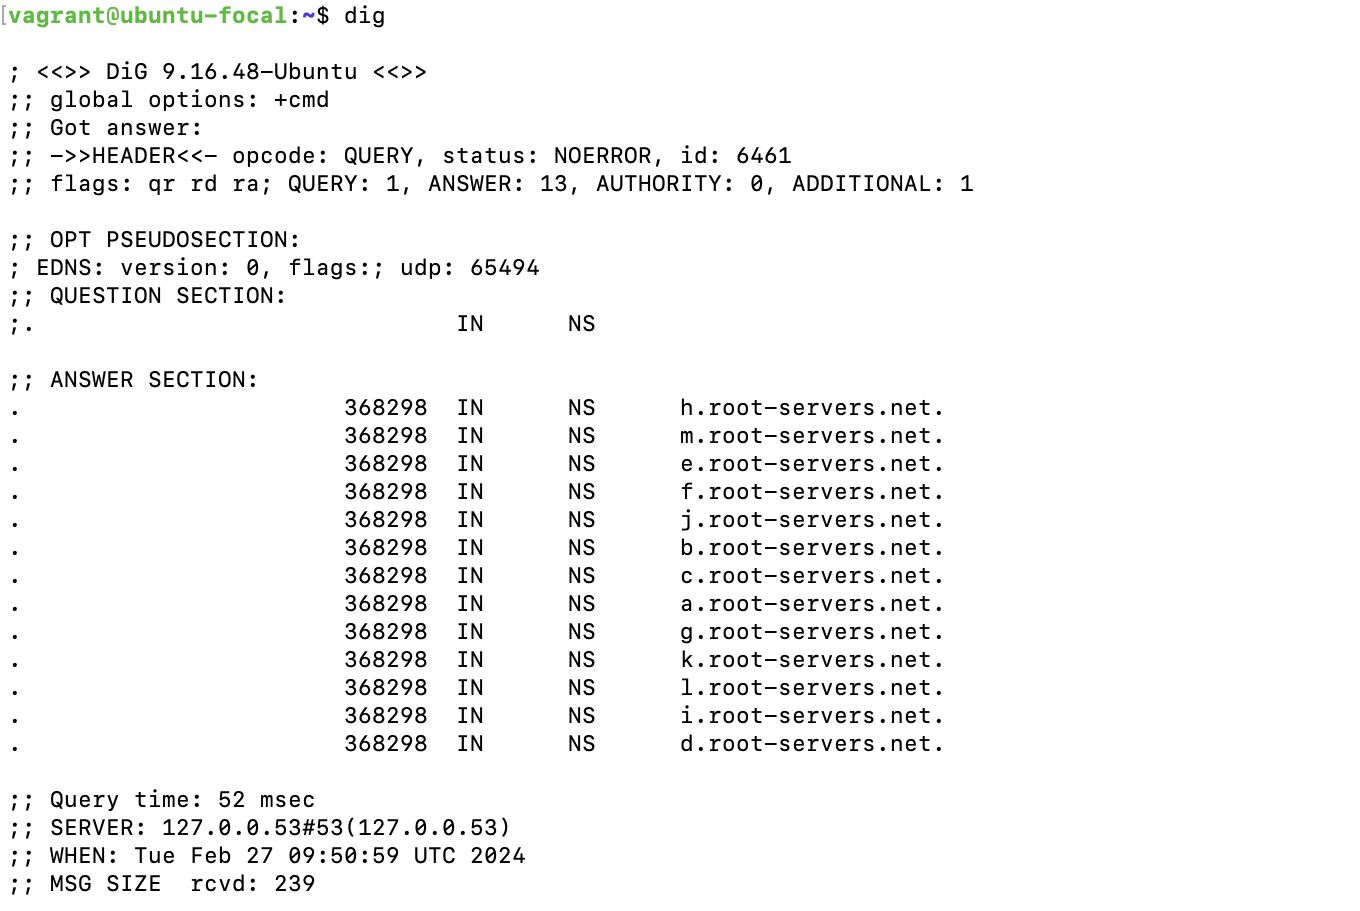 [vagrant@ubuntu-focal:~$ dig
; <<>> DiG 9.16.48-Ubuntu <<>>
;; global options: +cmd
;; Got answer:
;; ->>HEADER<<- opcode: QUERY, status: NOERROR, id: 6461
;; flags: qr rd ra; QUERY: 1, ANSWER: 13, AUTHORITY: 0, ADDITIONAL: 1
;; OPT PSEUDOSECTION:
; EDNS: version: 0, flags:; udp: 65494
;; QUESTION SECTION:
;. IN NS
;; ANSWER SECTION:
. 368298 IN NS h.root-servers.net.
. 368298 IN NS m.root-servers.net.
. 368298 IN NS e.root-servers.net.
. 368298 IN NS f.root-servers.net.
. 368298 IN NS j.root-servers.net.
. 368298 IN NS b.root-servers.net.
. 368298 IN NS c.root-servers.net.
. 368298 IN NS a.root-servers.net.
. 368298 IN NS g.root-servers.net.
. 368298 IN NS k.root-servers.net.
. 368298 IN NS l.root-servers.net.
. 368298 IN NS i.root-servers.net.
. 368298 IN NS d.root-servers.net.
;; Query time: 52 msec
;; SERVER: 127.0.0.53#53(127.0.0.53)
;; WHEN: Tue Feb 27 09:50:59 UTC 2024
;; MSG SIZE  rcvd: 239